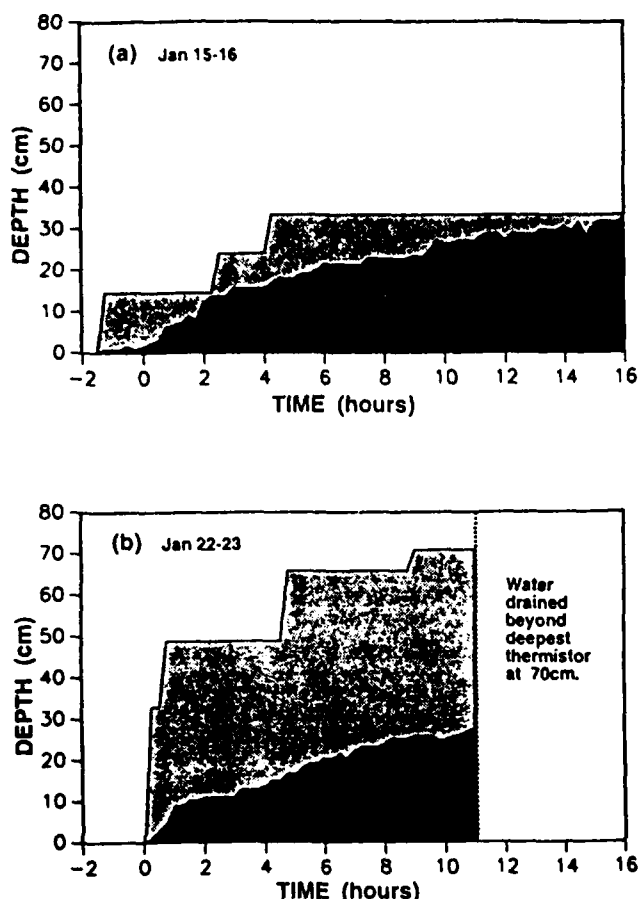 80
(a) Jan 15-16
70
60
50
DEPTH (cm)
40
30
20
10
0
-2 0 2 4 6 8 10 12 14 16
TIME (hours)
80
(b) Jan 22-23
70
60
50
DEPTH (cm)
40
30
20
10
0
Water
drained
beyond
deepest
thermistor
at 70cm.
-2 0 2 4 6 8 10 12 14 16
TIME (hours)